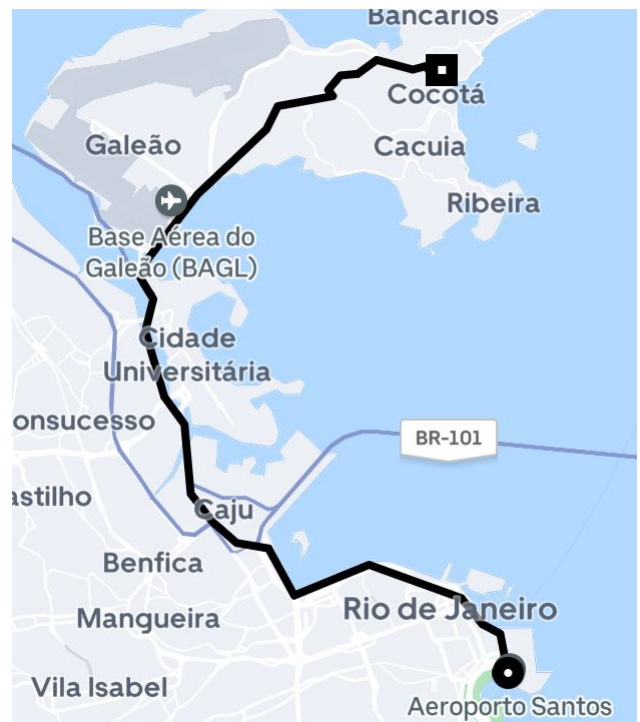 Bancários
Cocotá
Galeão
Cacuia
Ribeira
Base Aérea do
Galeão (BAGL)
Cidade
Universitária
onsucesso
BR-101
astilho
Caju
Benfica
Rio de Janeiro
Mangueira
Vila Isabel
Aeroporto Santos